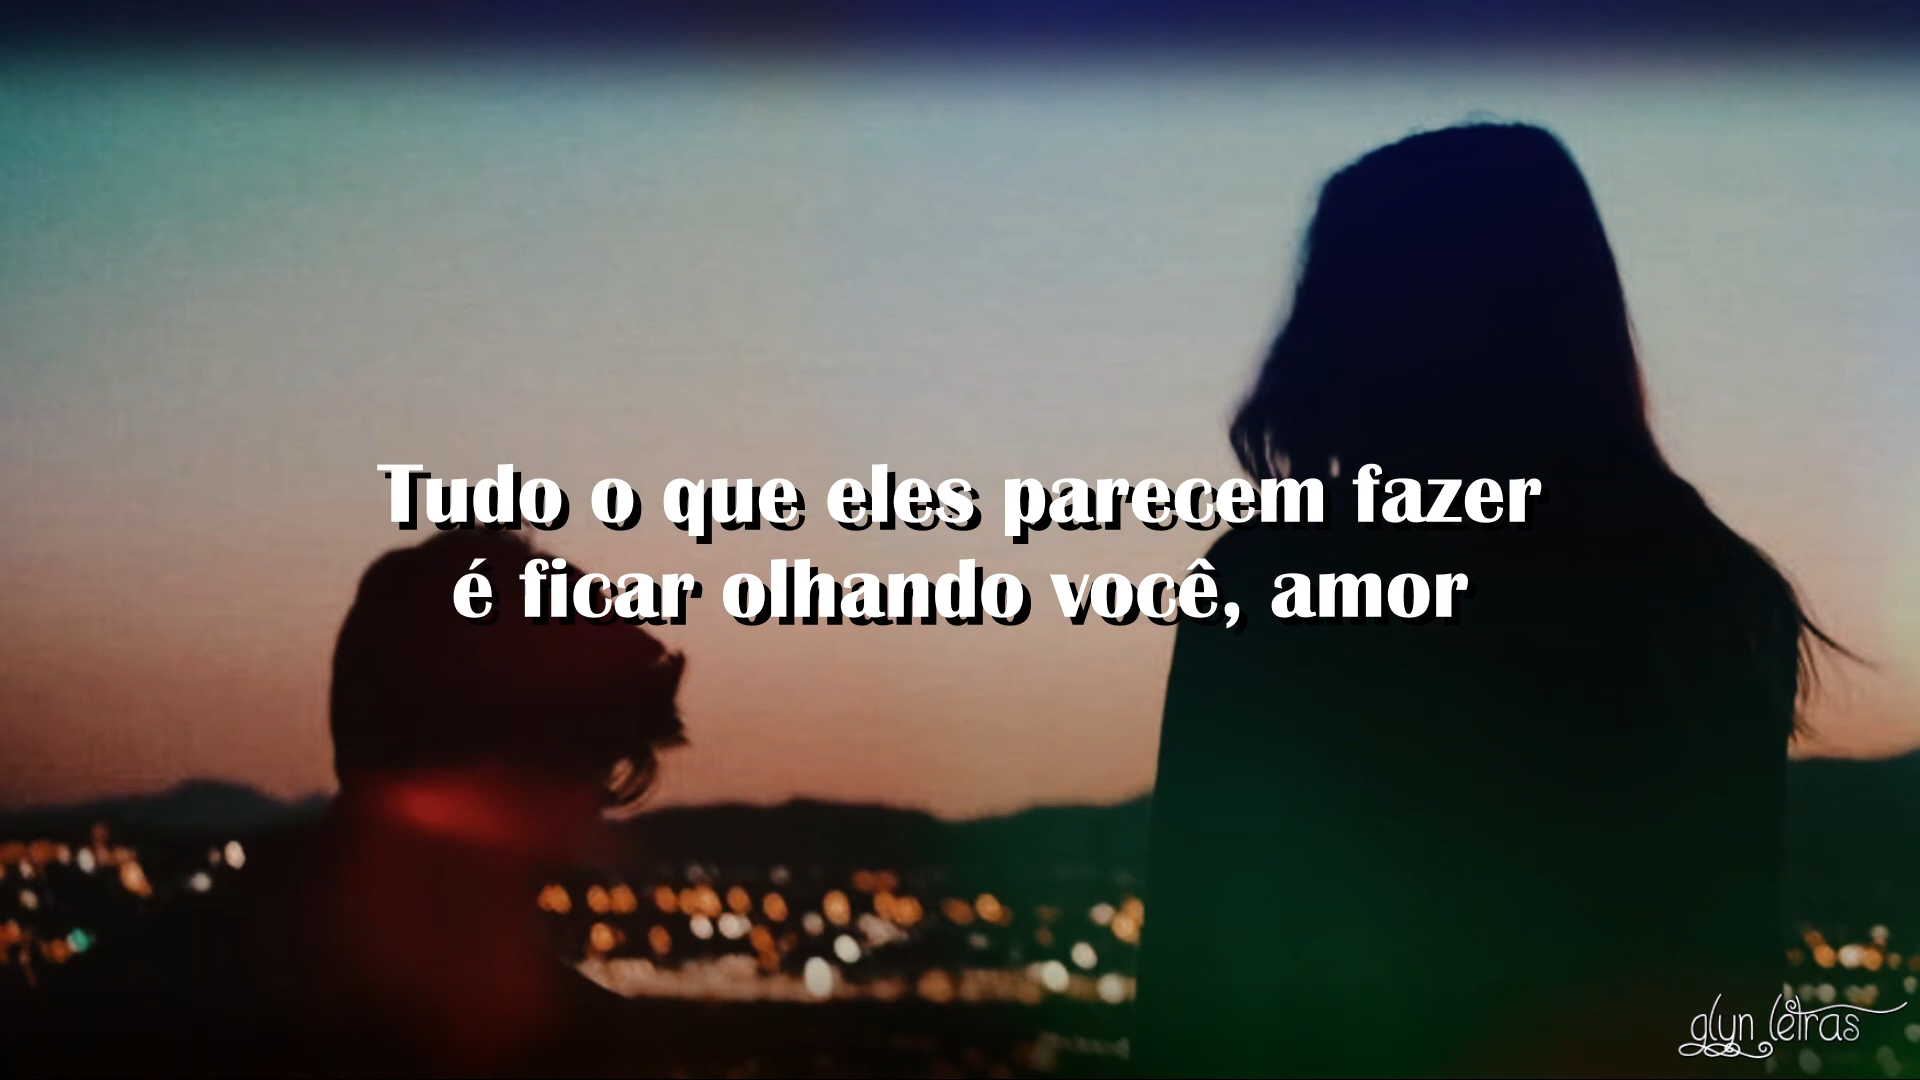 Tudo o que eles parecem fazer
é ficar olhando você, amor
glyn letras